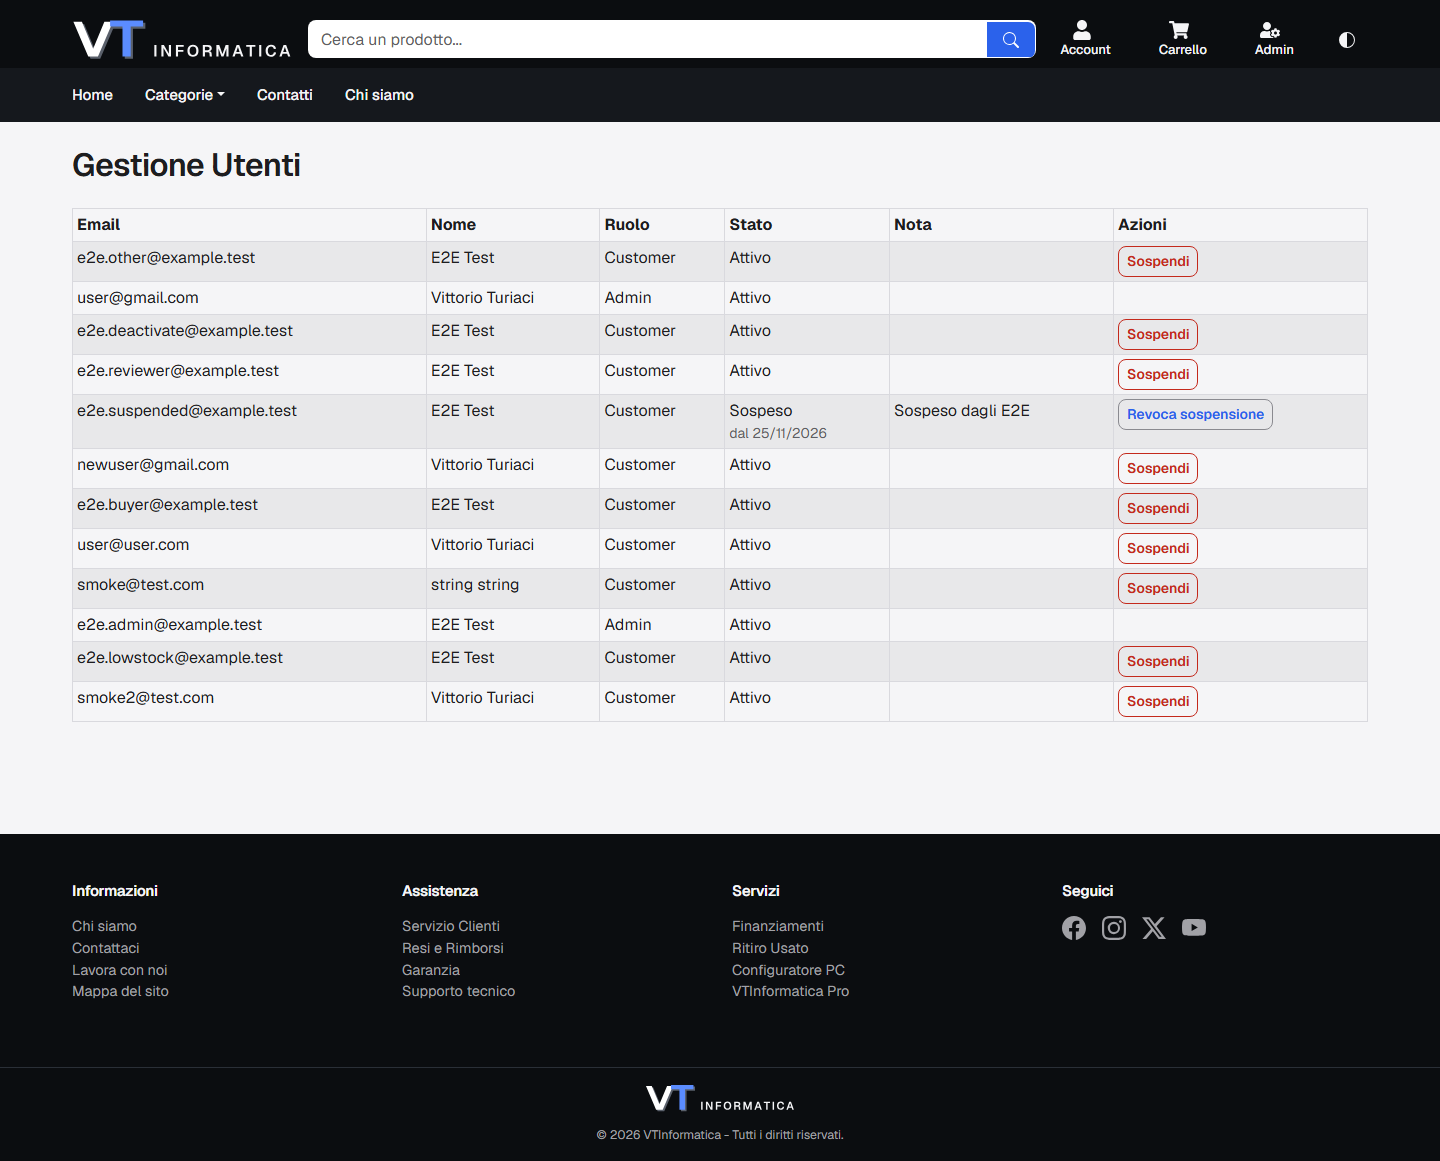 VT INFORMATICA
Cerca un prodotto...
Account
Carrello
Admin
Home
Categorie
Contatti
Chi siamo
Gestione Utenti
Email Nome Ruolo Stato Nota Azioni
e2e.other@example.test E2E Test Customer Attivo Sospendi
user@gmail.com Vittorio Turiaci Admin Attivo
e2e.deactivate@example.test E2E Test Customer Attivo Sospendi
e2e.reviewer@example.test E2E Test Customer Attivo Sospendi
e2e.suspended@example.test E2E Test Customer Sospeso Sospeso dagli E2E Revoca sospensione
dal 25/11/2026
newuser@gmail.com Vittorio Turiaci Customer Attivo Sospendi
e2e.buyer@example.test E2E Test Customer Attivo Sospendi
user@user.com Vittorio Turiaci Customer Attivo Sospendi
smoke@test.com string string Customer Attivo Sospendi
e2e.admin@example.test E2E Test Admin Attivo
e2e.lowstock@example.test E2E Test Customer Attivo Sospendi
smoke2@test.com Vittorio Turiaci Customer Attivo Sospendi
Informazioni
Chi siamo
Contattaci
Lavora con noi
Mappa del sito
Assistenza
Servizio Clienti
Resi e Rimborsi
Garanzia
Supporto tecnico
Servizi
Finanziamenti
Ritiro Usato
Configuratore PC
VTInformatica Pro
Seguici
VT INFORMATICA
© 2026 VTInformatica - Tutti i diritti riservati.